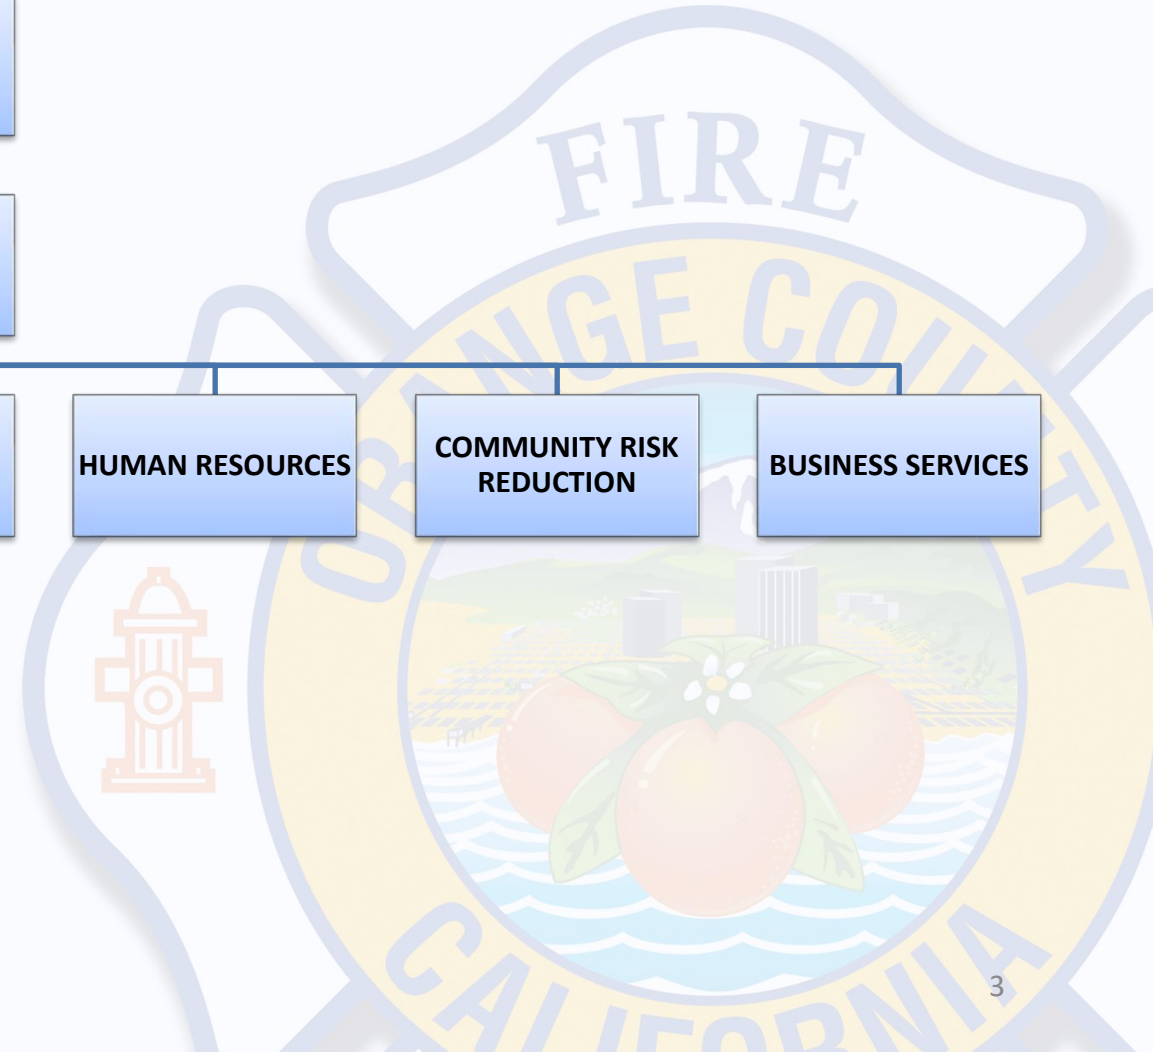 FIRE
ORANGE COUNTY
HUMAN RESOURCES
COMMUNITY RISK
REDUCTION
BUSINESS SERVICES
CALIFORNIA
3